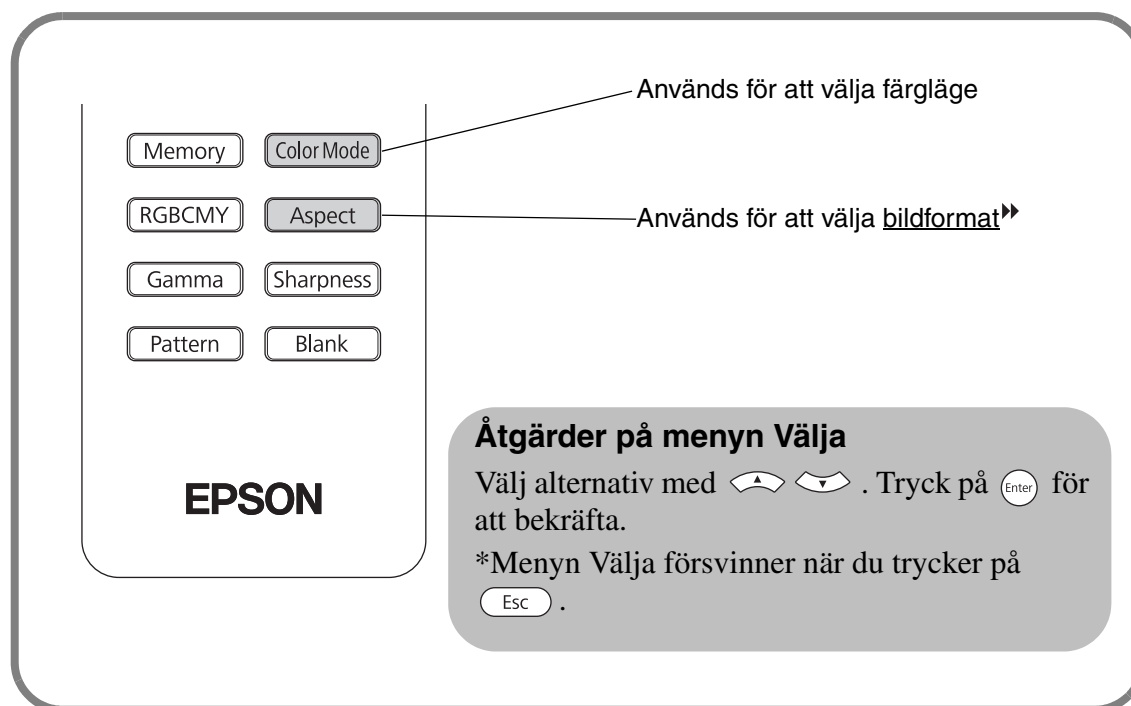 Används för att välja färgläge
Memory Color Mode
RGBCMY Aspect
Används för att välja bildformat
Gamma Sharpness
Pattern Blank
EPSON
Åtgärder på menyn Välja
Välj alternativ med . Tryck på Enter för
att bekräfta.
*Menyn Välja försvinner när du trycker på
Esc .